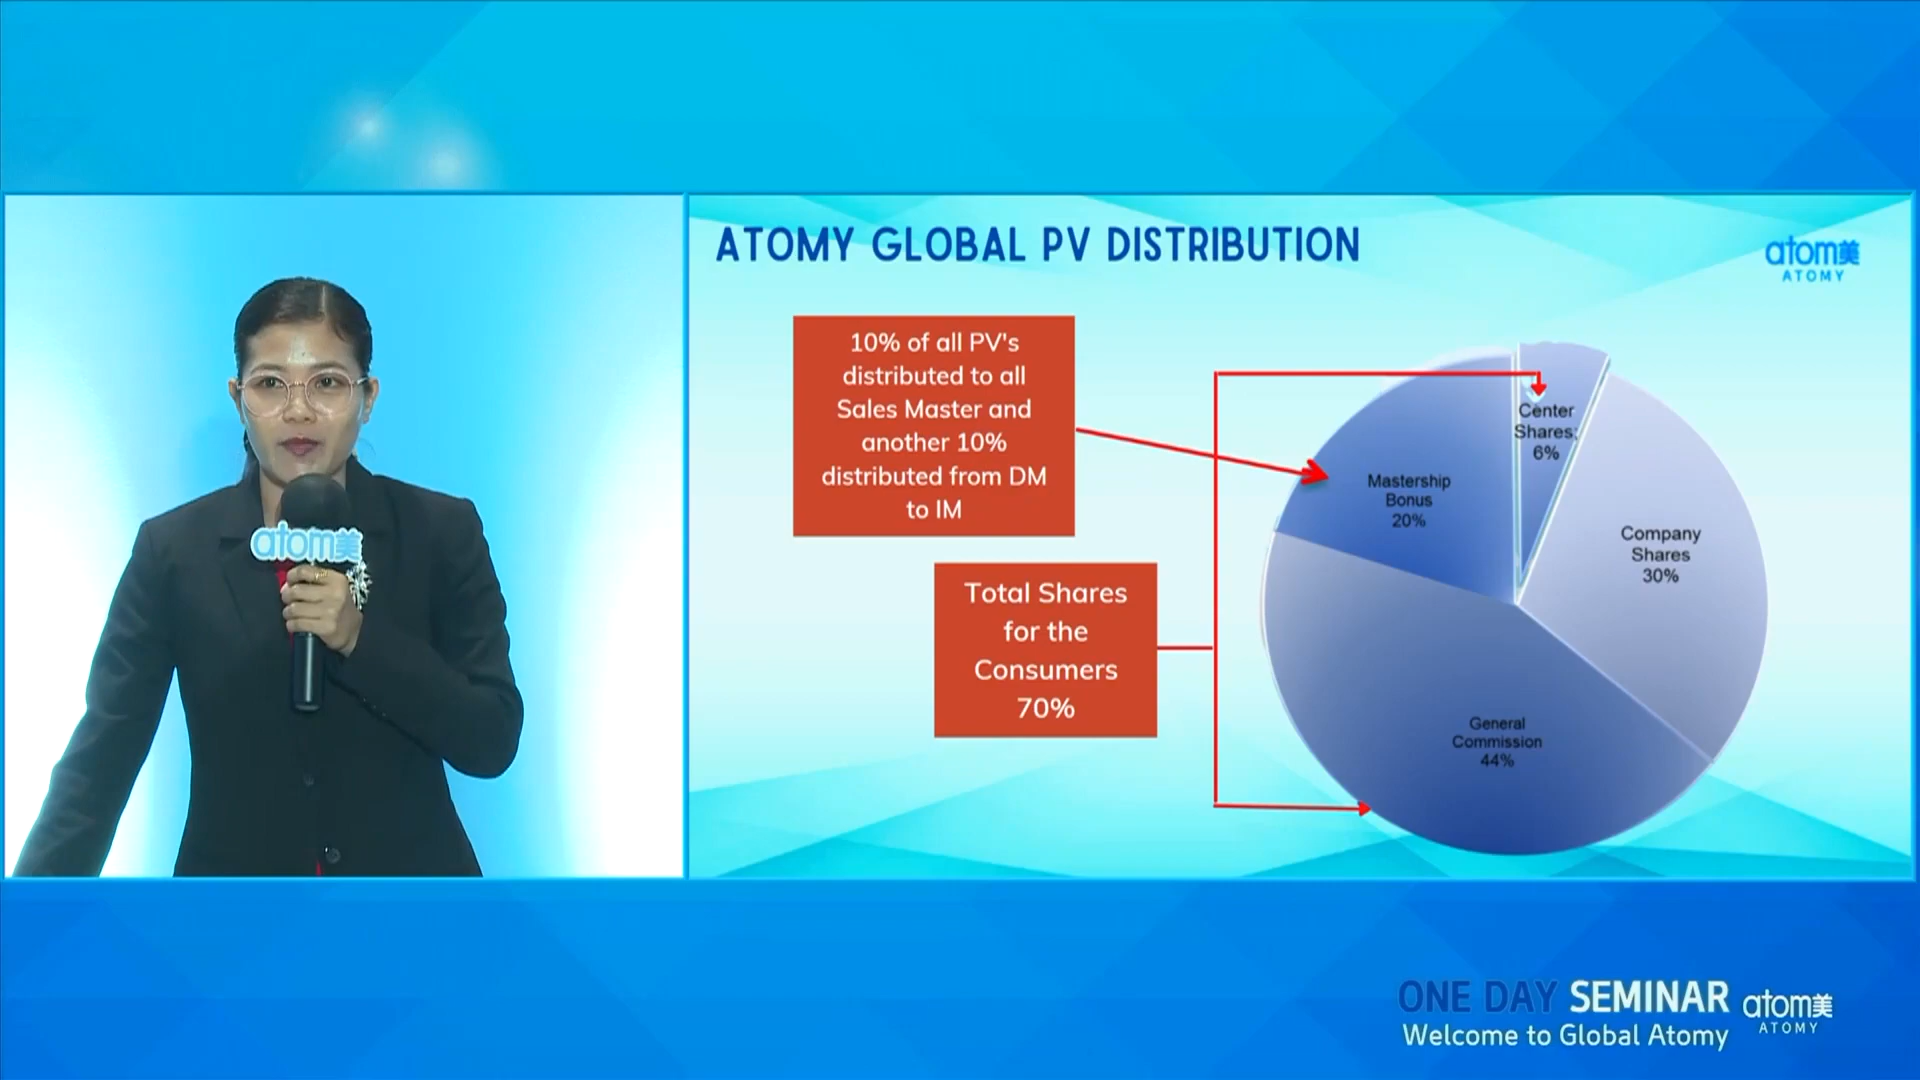 ATOMY GLOBAL PV DISTRIBUTION
atom美
ATOMY
10% of all PV's
distributed to all
Sales Master and
another 10%
distributed from DM
to IM
Total Shares
for the
Consumers
70%
Center
Shares;
6%
Mastership
Bonus
20%
Company
Shares
30%
General
Commission
44%
atom美
ONE DAY SEMINAR
Welcome to Global Atomy
atom美
ATOMY